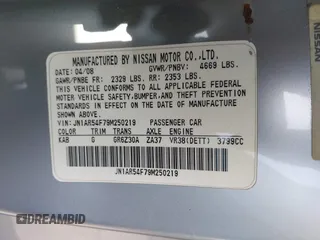 MANUFACTURED BY NISSAN MOTOR CO.,LTD.
DATE: 04/08 GVWR/PNBV: 4669 LBS.
GAWR/PNBE FR: 2329 LBS. RR: 2353 LBS.
THIS CAR CONFORMS TO ALL APPLICABLE FEDERAL
MOTOR VEHICLE SAFETY, BUMPER, AND THEFT PREVENTION
STANDARDS IN EFFECT ON THE DATE OF MANUFACTURE
SHOWN ABOVE.
VIN: JN1AR54F79M250219 PASSENGER CAR
COLOR TRIM TRANS AXLE ENGINE
KAB G GR6Z30A ZA37 VR38(DETT) 3799CC
JN1AR54F79M250219
NISSAN
© DREAMBID